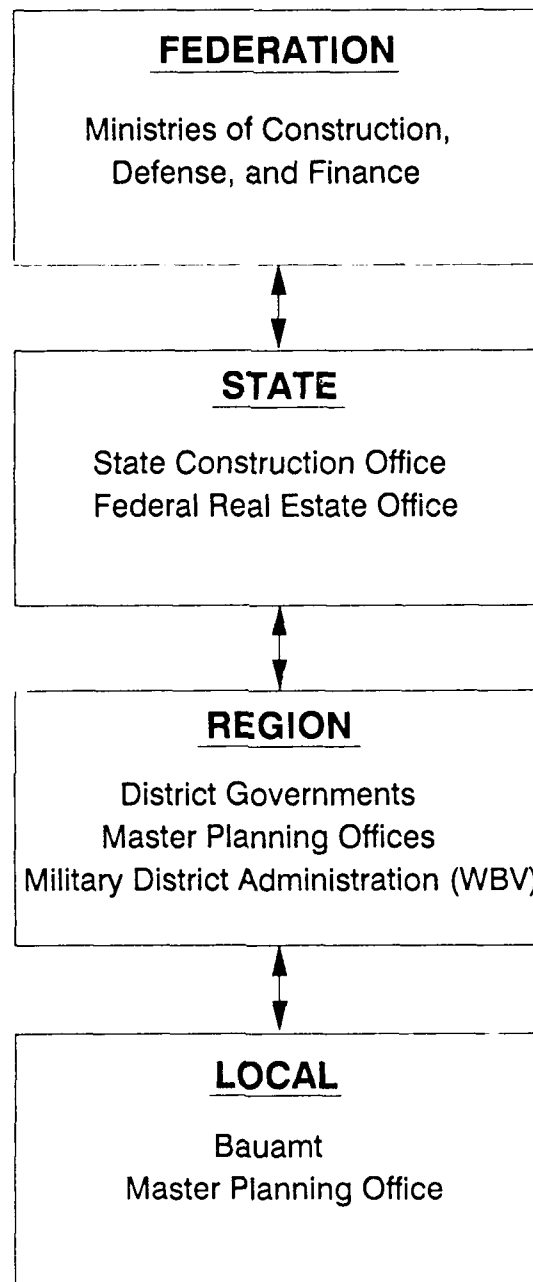 FEDERATION
Ministries of Construction,
Defense, and Finance
STATE
State Construction Office
Federal Real Estate Office
REGION
District Governments
Master Planning Offices
Military District Administration (WBV)
LOCAL
Bauamt
Master Planning Office